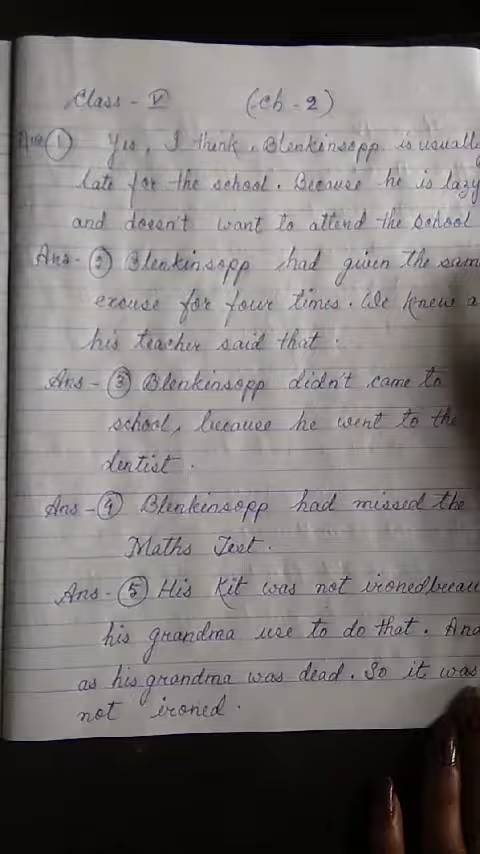 Class - V (Ch - 2)
Ans ① Yes, I think, Blenkinsopp is usually
late for the school. Because he is lazy
and doesn't want to attend the school
Ans - ② Blenkinsopp had given the sam
excuse for four times. We knew a
his teacher said that.
Ans - ③ Blenkinsopp didn't came to
school, because he went to the
dentist.
Ans - ④ Blenkinsopp had missed the
Maths Test.
Ans - ⑤ His Kit was not ironed becau
his grandma use to do that. And
as his grandma was dead. So it was
not ironed.